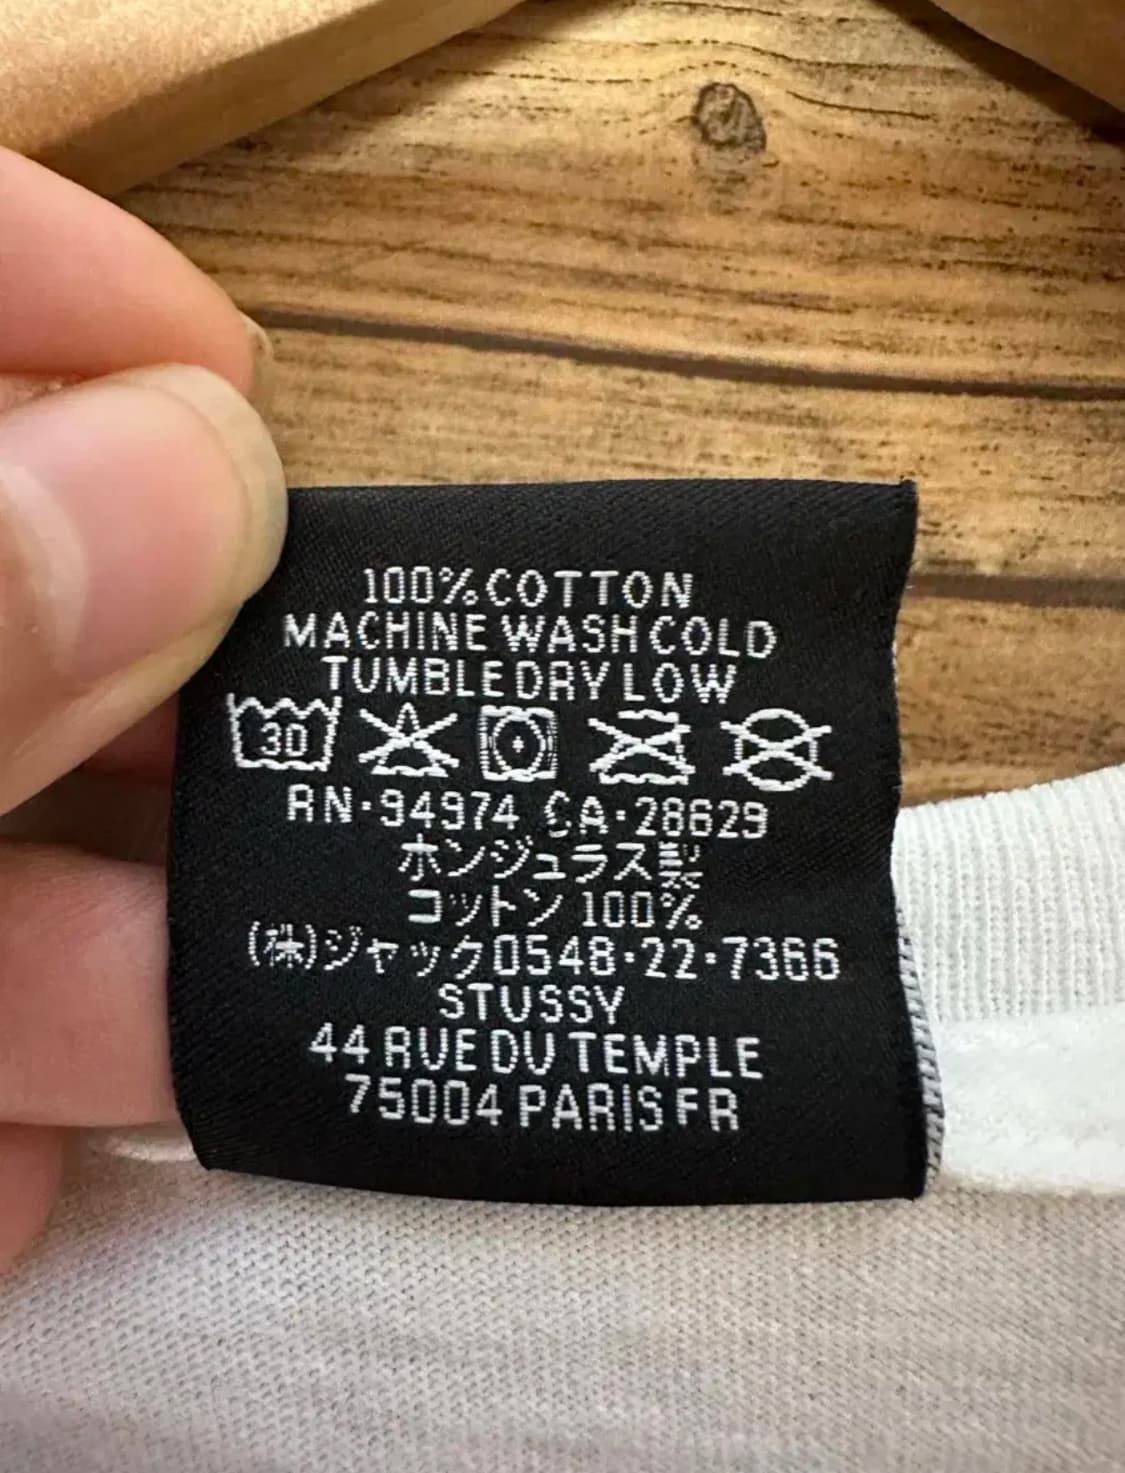 100% COTTON
MACHINE WASH COLD
TUMBLE DRY LOW
30
RN·94974 CA·28629
ホンジュラス製
コットン 100%
(株)ジャック0548·22·7366
STUSSY
44 RUE DU TEMPLE
75004 PARIS FR